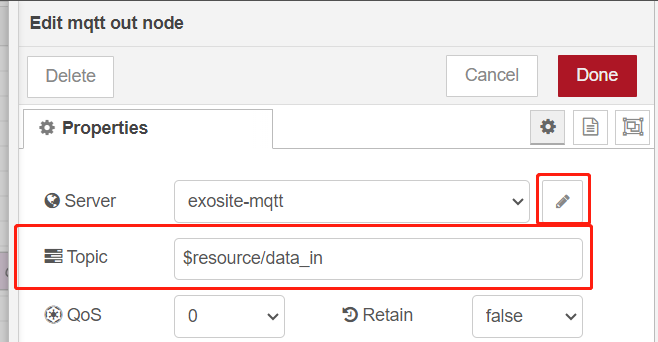 Edit mqtt out node
Delete Cancel Done
Properties
Server exosite-mqtt
Topic $resource/data_in
QoS 0 Retain false